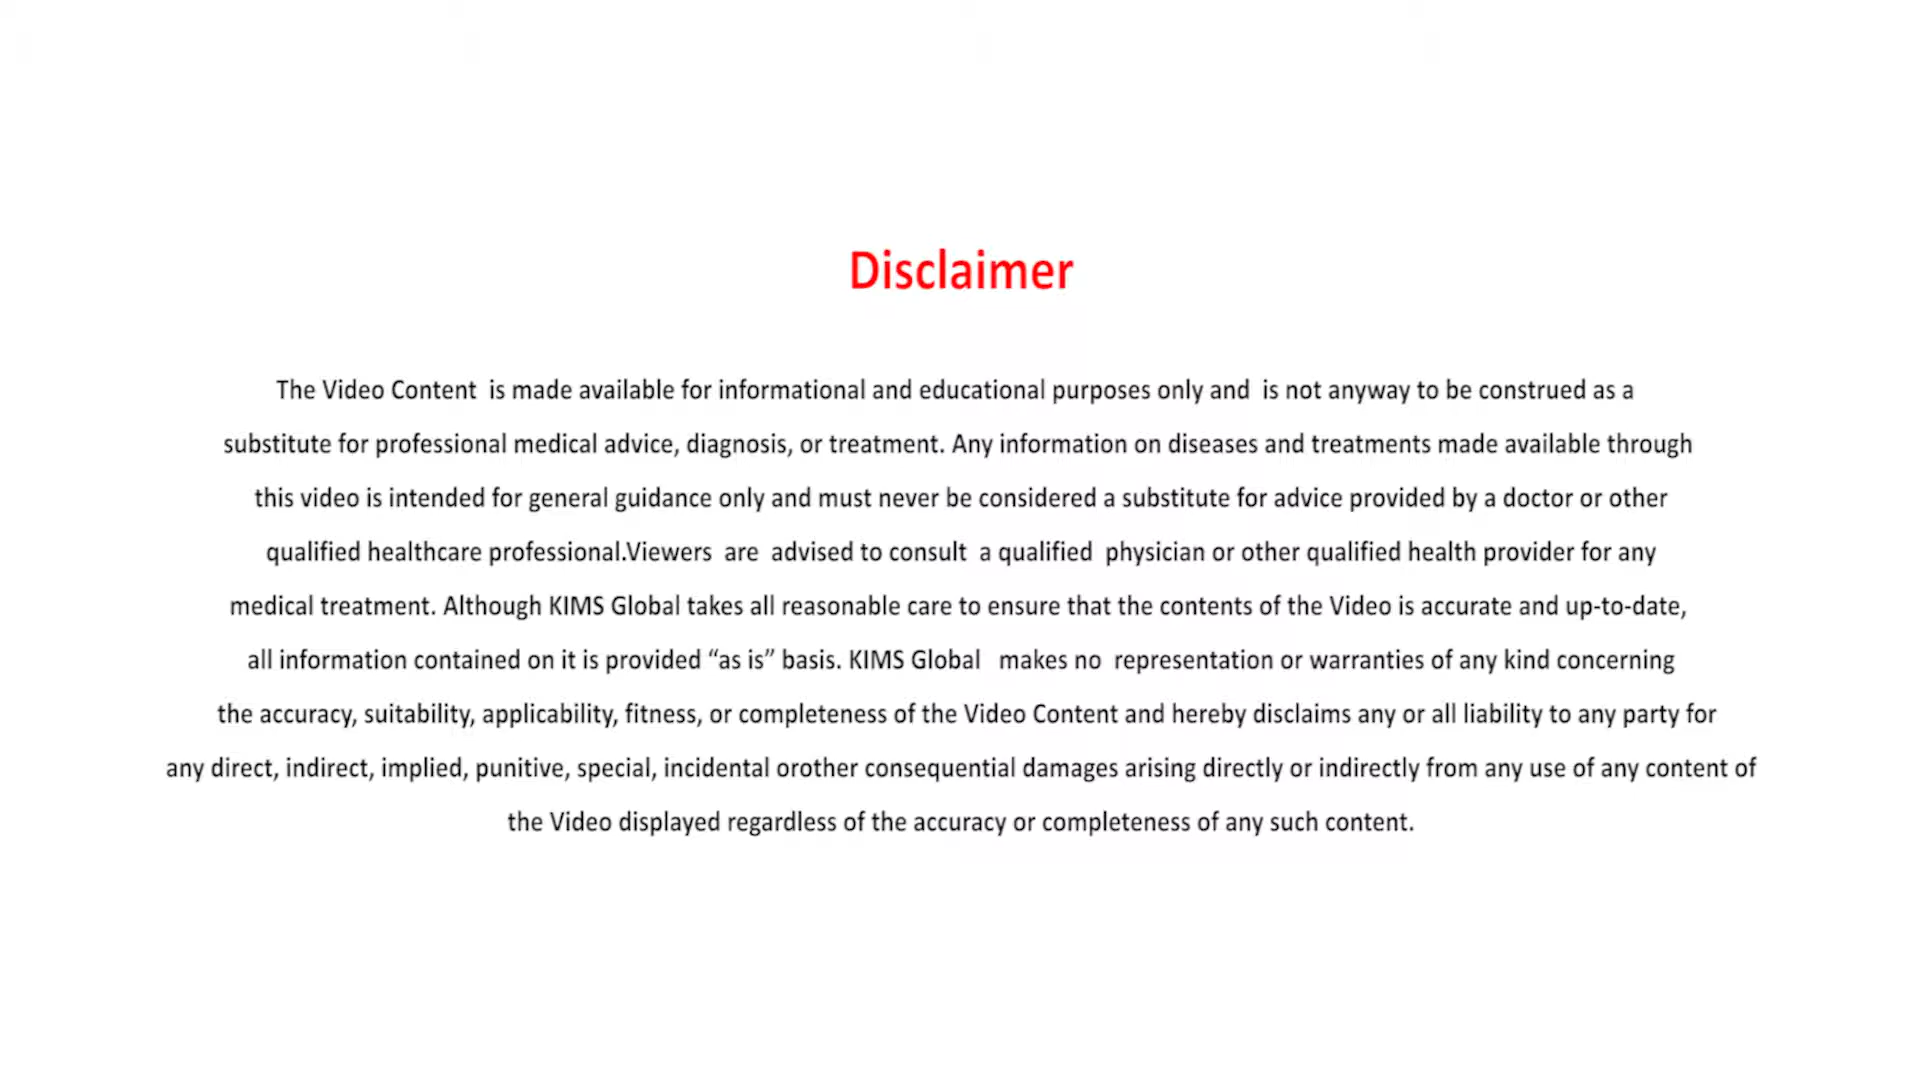 Disclaimer
The Video Content is made available for informational and educational purposes only and is not anyway to be construed as a
substitute for professional medical advice, diagnosis, or treatment. Any information on diseases and treatments made available through
this video is intended for general guidance only and must never be considered a substitute for advice provided by a doctor or other
qualified healthcare professional.Viewers are advised to consult a qualified physician or other qualified health provider for any
medical treatment. Although KIMS Global takes all reasonable care to ensure that the contents of the Video is accurate and up-to-date,
all information contained on it is provided “as is” basis. KIMS Global makes no representation or warranties of any kind concerning
the accuracy, suitability, applicability, fitness, or completeness of the Video Content and hereby disclaims any or all liability to any party for
any direct, indirect, implied, punitive, special, incidental orother consequential damages arising directly or indirectly from any use of any content of
the Video displayed regardless of the accuracy or completeness of any such content.